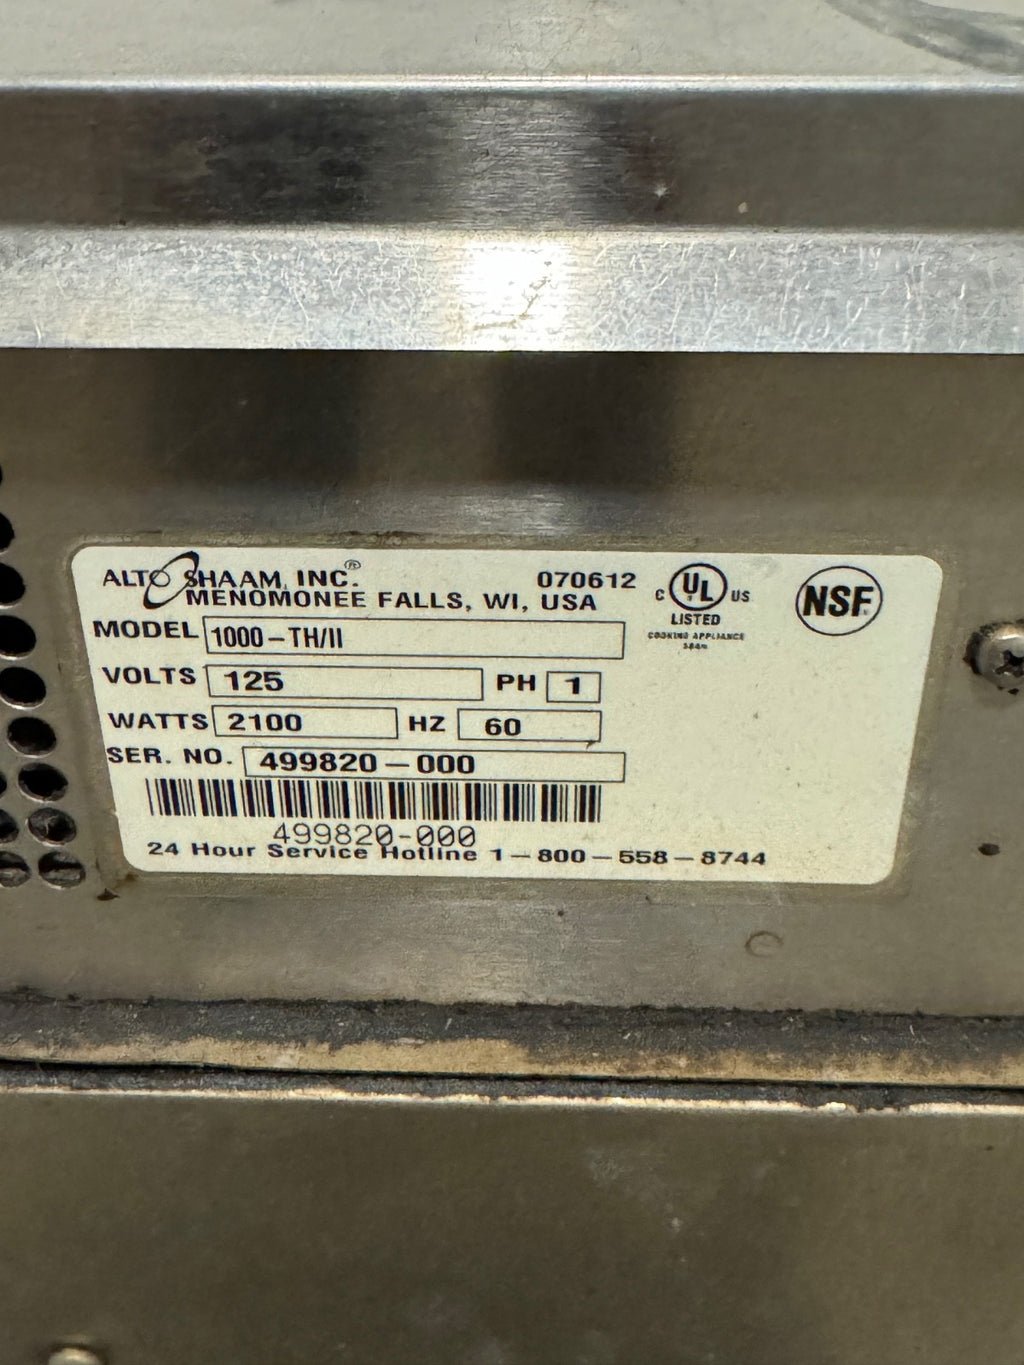 ALTO SHAAM, INC.® 070612
MENOMONEE FALLS, WI, USA
C UL US
LISTED
COOKING APPLIANCE
NSF®
MODEL 1000-TH/II
VOLTS 125 PH 1
WATTS 2100 HZ 60
SER. NO. 499820-000
499820-000
24 Hour Service Hotline 1-800-558-8744